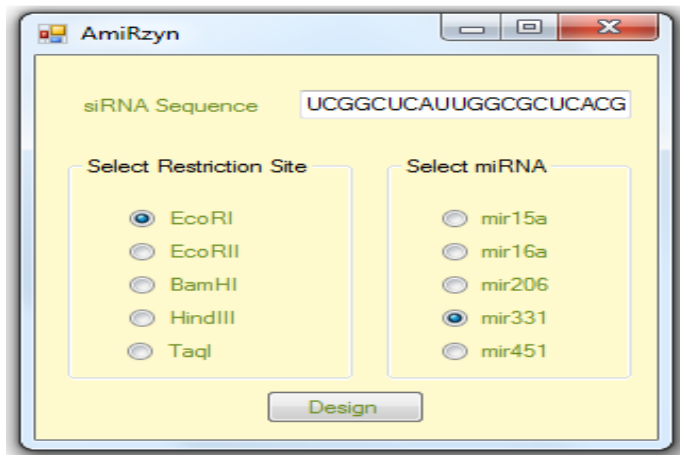 AmiRzyn
siRNA Sequence UCGGCUCAUUGGCGCUCACG
Select Restriction Site
EcoRI
EcoRII
BamHI
HindIII
TaqI
Select miRNA
mir15a
mir16a
mir206
mir331
mir451
Design